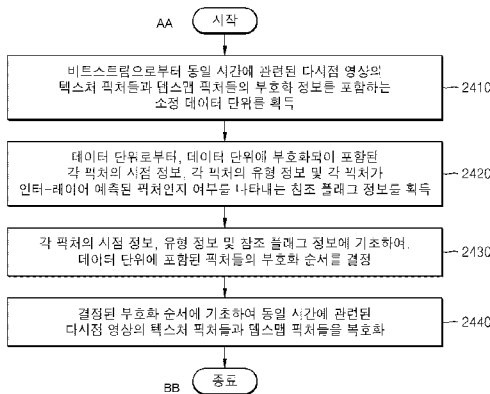 AA
시작
비트스트림으로부터 동일 시간에 관련된 다시점 영상의
텍스처 픽처들과 뎁스맵 픽처들의 부호화 정보를 포함하는
소정 데이터 단위를 획득
2410
데이터 단위로부터, 데이터 단위에 부호화되어 포함된
각 픽처의 시점 정보, 각 픽처의 유형 정보 및 각 픽처가
인터-레이어 예측된 픽처인지 여부를 나타내는 참조 플래그 정보를 획득
2420
각 픽처의 시점 정보, 유형 정보 및 참조 플래그 정보에 기초하여,
데이터 단위에 포함된 픽처들의 부호화 순서를 결정
2430
결정된 부호화 순서에 기초하여 동일 시간에 관련된
다시점 영상의 텍스처 픽처들과 뎁스맵 픽처들을 복호화
2440
BB
종료